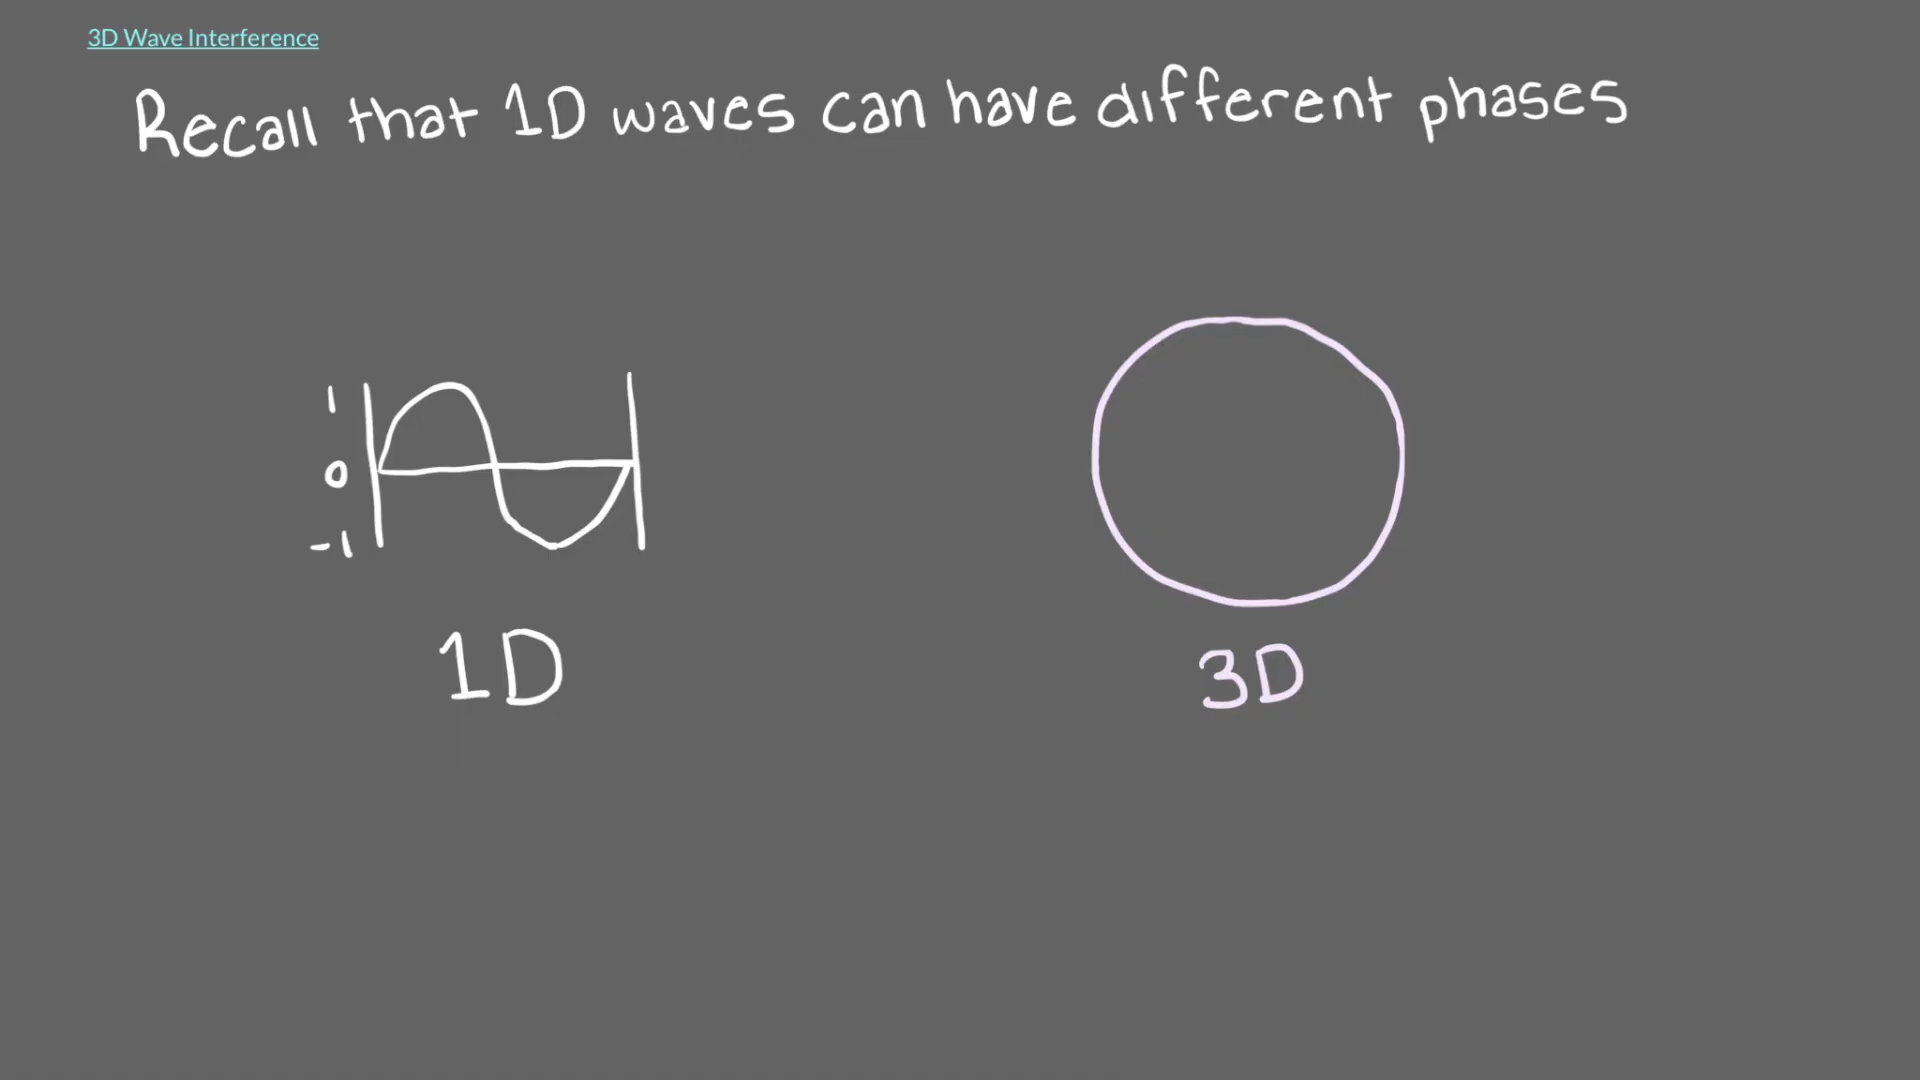 3D Wave Interference
Recall that 1D waves can have different phases
1
0
-1
1D
3D